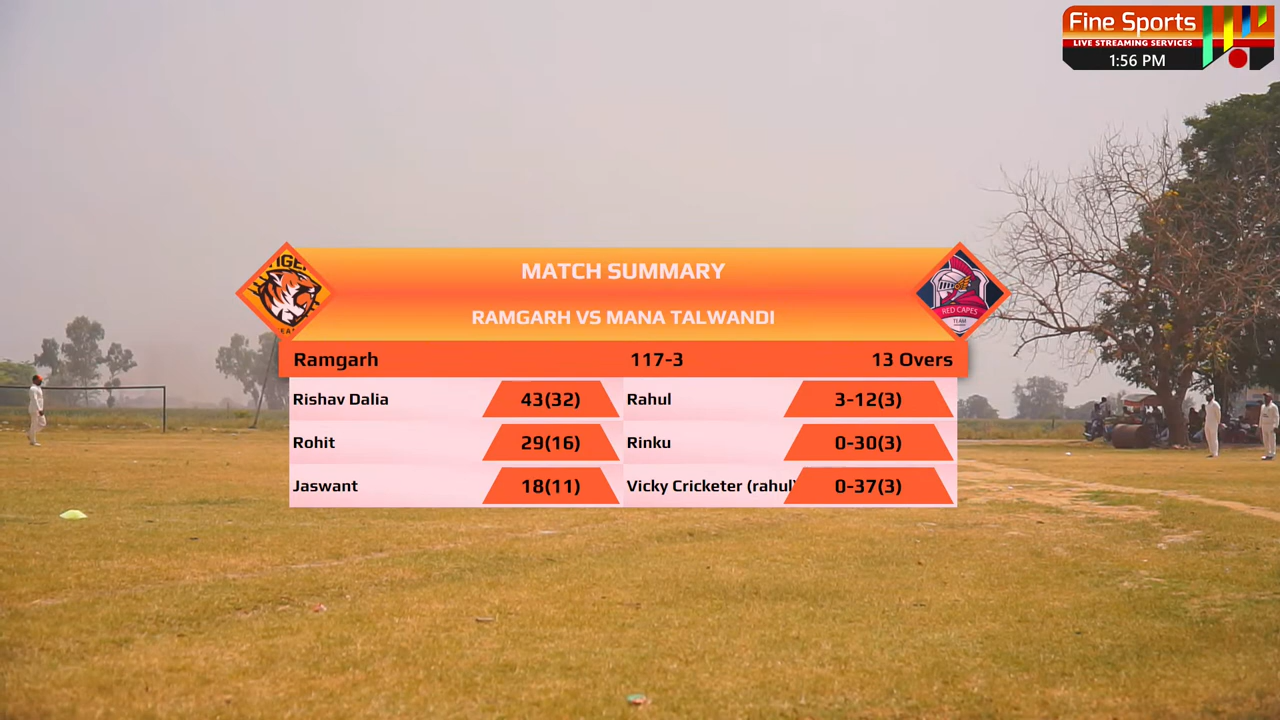 Fine Sports
LIVE STREAMING SERVICES
1:56 PM
MATCH SUMMARY
RAMGARH VS MANA TALWANDI
RED CAPES
TEAM
Ramgarh 117-3 13 Overs
Rishav Dalia 43(32) Rahul 3-12(3)
Rohit 29(16) Rinku 0-30(3)
Jaswant 18(11) Vicky Cricketer (rahul) 0-37(3)